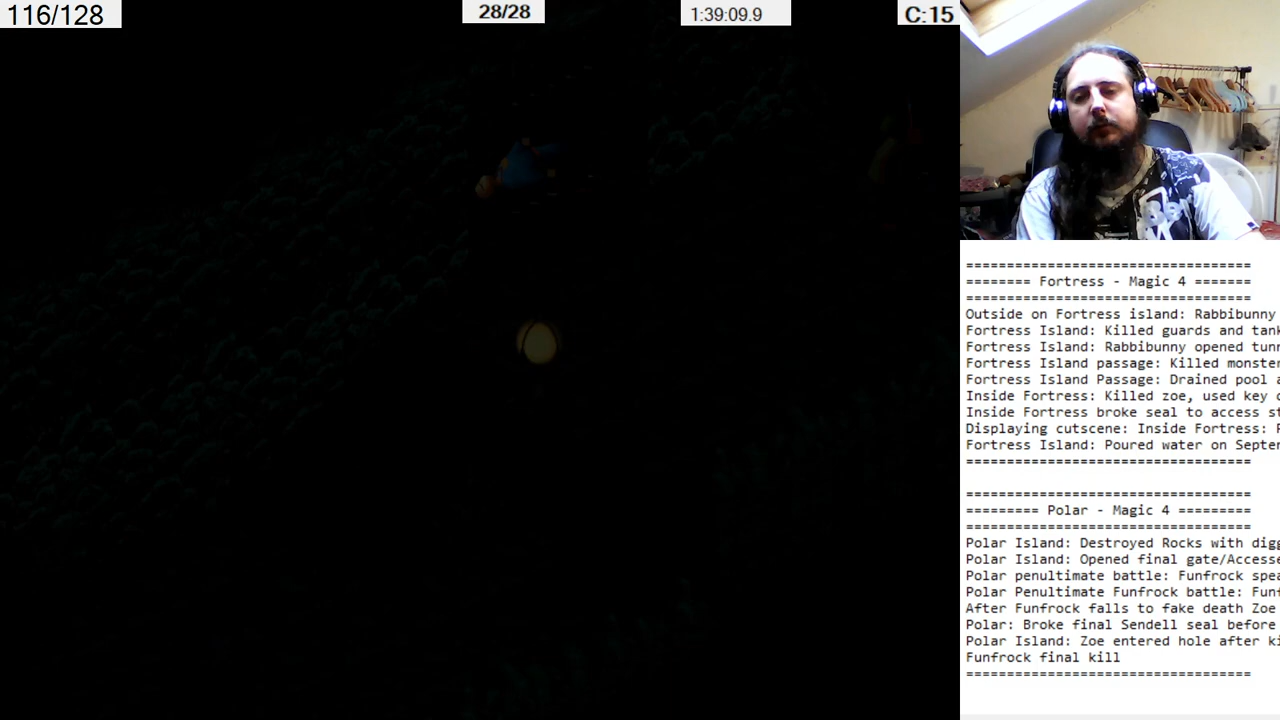 116/128
28/28
1:39:09.9
C:15
===================================
======== Fortress - Magic 4 =======
===================================
Outside on Fortress island: Rabbibunny
Fortress Island: Killed guards and tank
Fortress Island: Rabbibunny opened tunn
Fortress Island passage: Killed monster
Fortress Island Passage: Drained pool a
Inside Fortress: Killed zoe, used key o
Inside Fortress broke seal to access st
Displaying cutscene: Inside Fortress: F
Fortress Island: Poured water on Septen
===================================
===================================
========= Polar - Magic 4 =========
===================================
Polar Island: Destroyed Rocks with digg
Polar Island: Opened final gate/Accesse
Polar penultimate battle: Funfrock spea
Polar Penultimate Funfrock battle: Funf
After Funfrock falls to fake death Zoe
Polar: Broke final Sendell seal before
Polar Island: Zoe entered hole after ki
Funfrock final kill
===================================